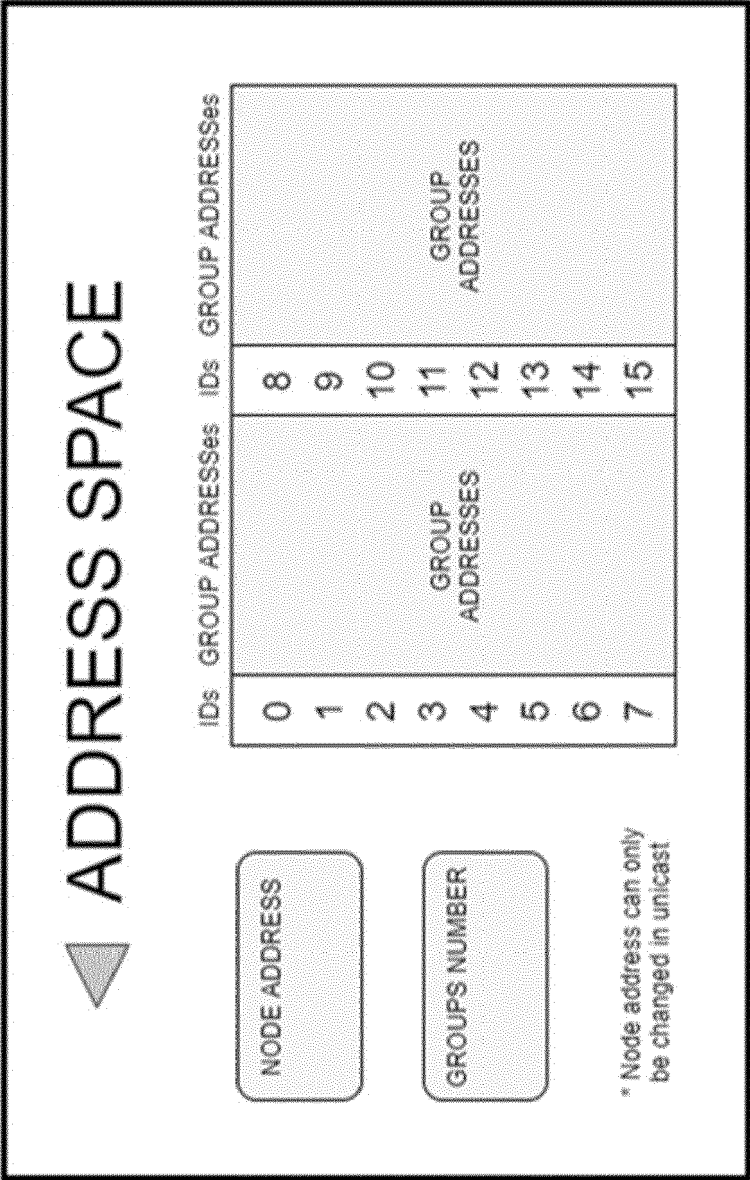 ADDRESS SPACE
NODE ADDRESS
GROUPS NUMBER
* Node address can only
be changed in unicast
IDs GROUP ADDRESSes IDs GROUP ADDRESSes
0 8
1 9
2 10
3 GROUP 11 GROUP
4 ADDRESSES 12 ADDRESSES
5 13
6 14
7 15